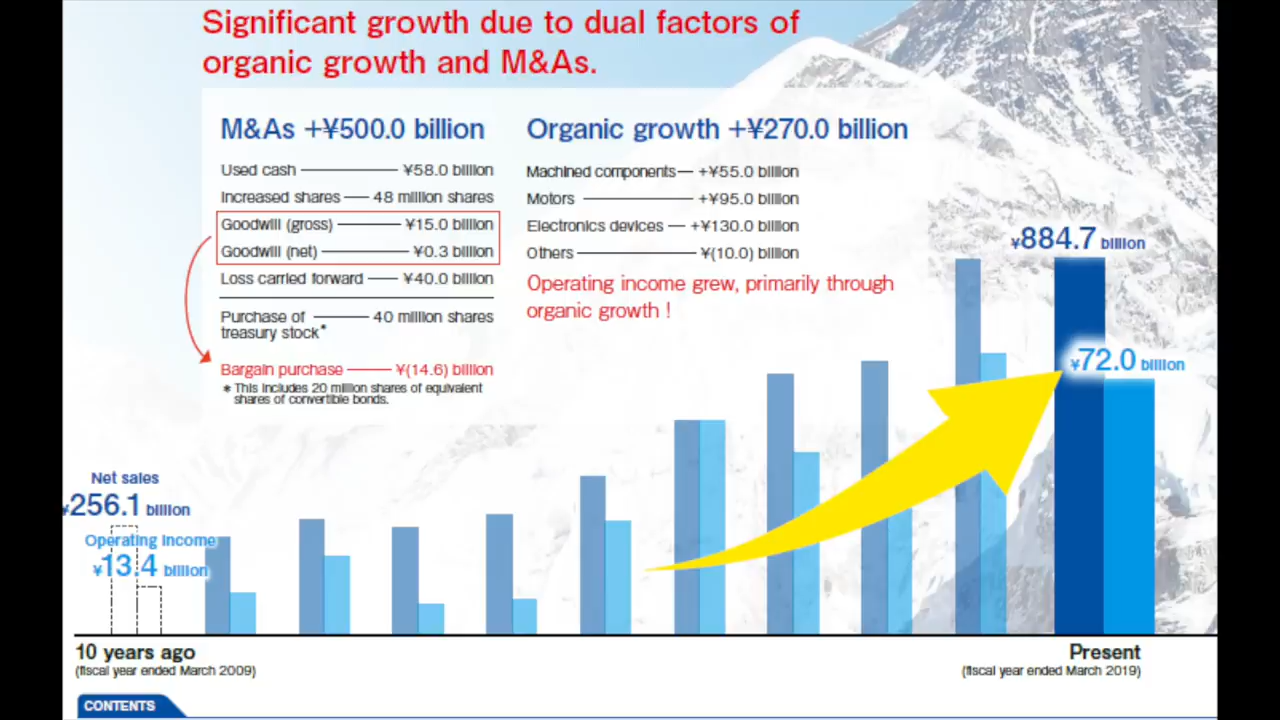 Significant growth due to dual factors of
organic growth and M&As.
M&As +¥500.0 billion
Used cash ¥58.0 billion
Increased shares 48 million shares
Goodwill (gross) ¥15.0 billion
Goodwill (net) ¥0.3 billion
Loss carried forward ¥40.0 billion
Purchase of treasury stock* 40 million shares
Bargain purchase ¥(14.6) billion
* This includes 20 million shares of equivalent
shares of convertible bonds.
Organic growth +¥270.0 billion
Machined components +¥55.0 billion
Motors +¥95.0 billion
Electronics devices +¥130.0 billion
Others ¥(10.0) billion
Operating income grew, primarily through
organic growth !
¥884.7 billion
¥72.0 billion
Net sales
¥256.1 billion
Operating income
¥13.4 billion
10 years ago
(fiscal year ended March 2009)
Present
(fiscal year ended March 2019)
CONTENTS